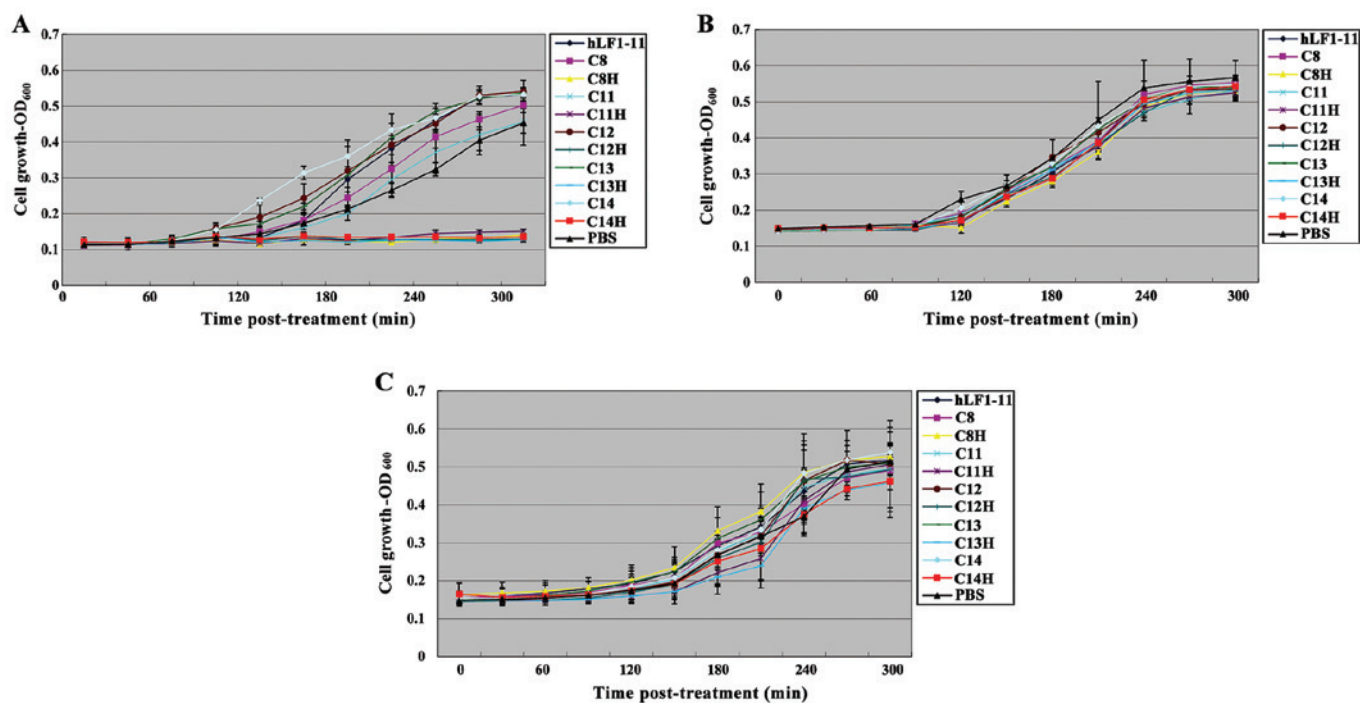 A
Cell growth-OD600
0.7
0.6
0.5
0.4
0.3
0.2
0.1
0
0 60 120 180 240 300
Time post-treatment (min)
hLF1-11
C8
C8H
C11
C11H
C12
C12H
C13
C13H
C14
C14H
PBS
B
Cell growth-OD600
0.7
0.6
0.5
0.4
0.3
0.2
0.1
0
0 60 120 180 240 300
Time post-treatment (min)
hLF1-11
C8
C8H
C11
C11H
C12
C12H
C13
C13H
C14
C14H
PBS
C
Cell growth-OD 600
0.7
0.6
0.5
0.4
0.3
0.2
0.1
0
0 60 120 180 240 300
Time post-treatment (min)
hLF1-11
C8
C8H
C11
C11H
C12
C12H
C13
C13H
C14
C14H
PBS